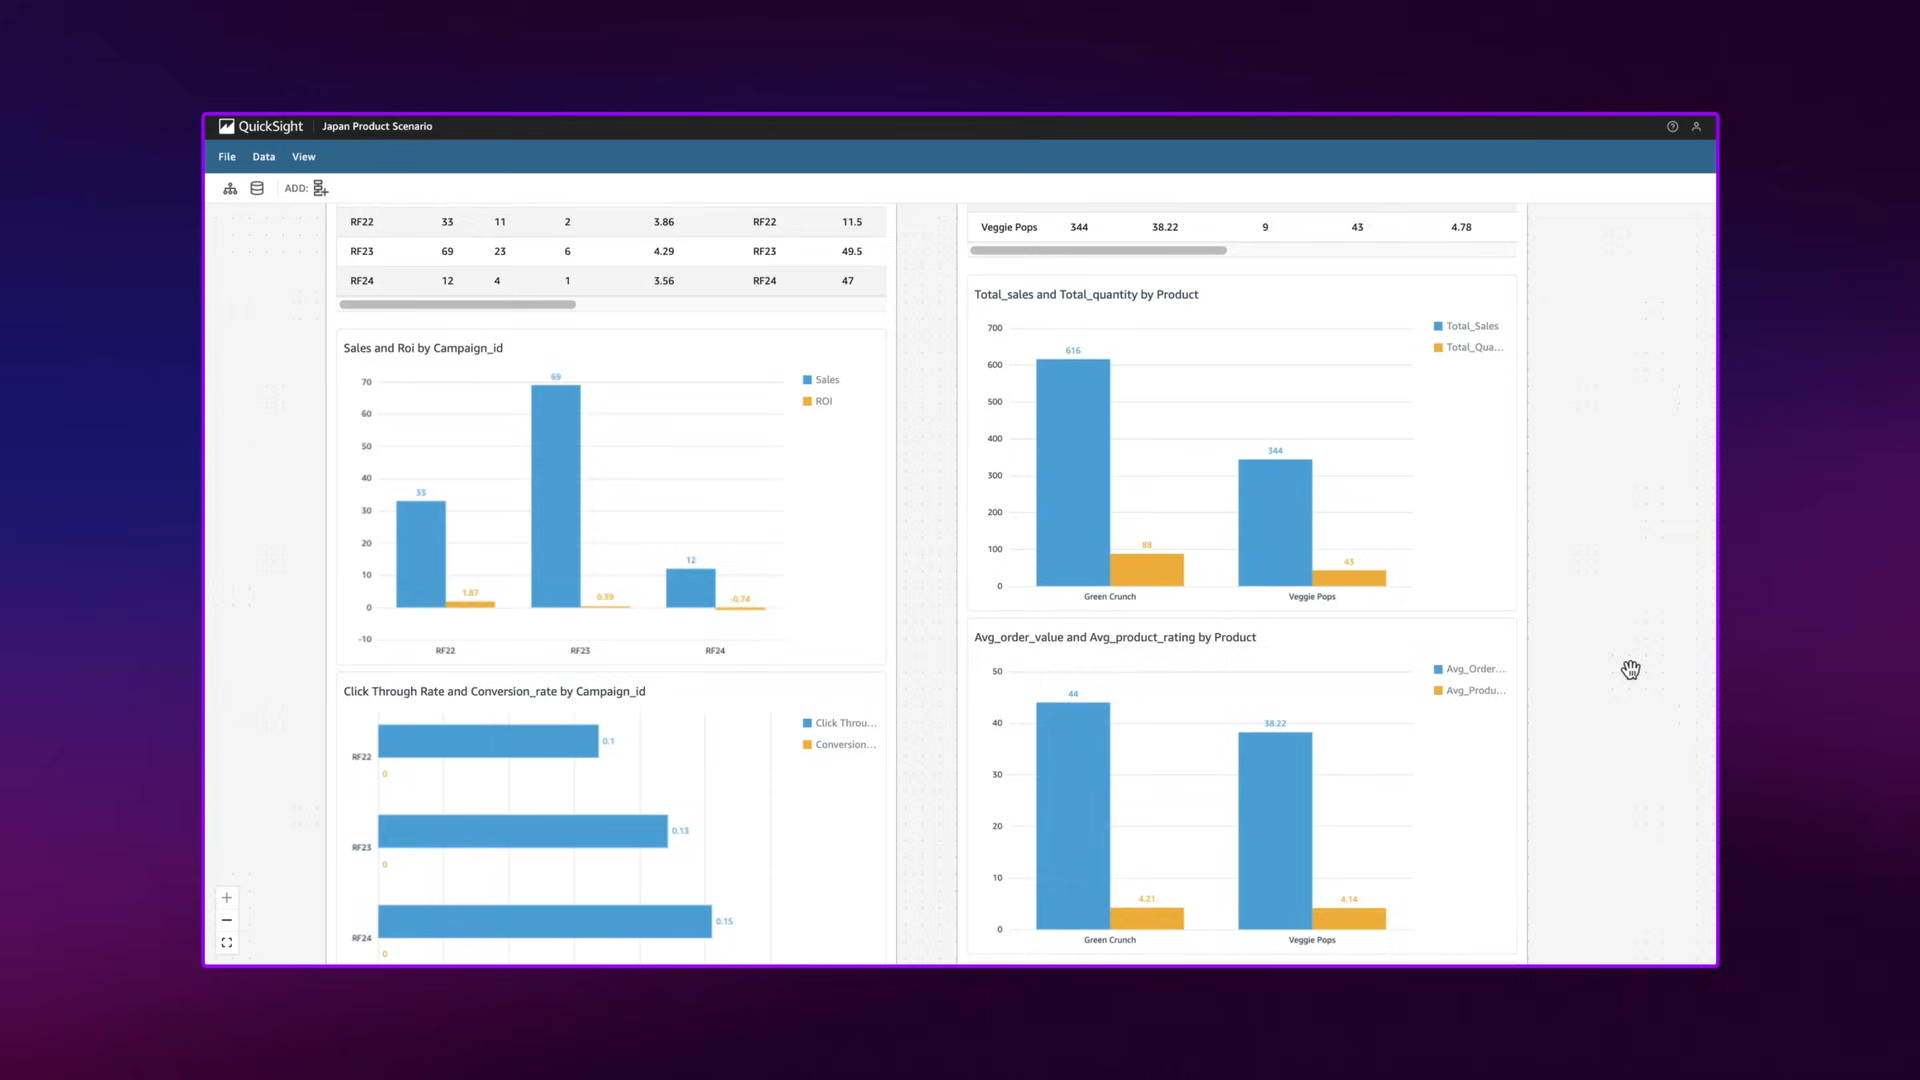 QuickSight Japan Product Scenario
File Data View
ADD:
RF22 33 11 2 3.86 RF22 11.5
RF23 69 23 6 4.29 RF23 49.5
RF24 12 4 1 3.56 RF24 47
Sales and Roi by Campaign_id
Sales
ROI
70
60
50
40
30
20
10
0
-10
33
1.87
69
0.39
12
-0.74
RF22 RF23 RF24
Click Through Rate and Conversion_rate by Campaign_id
Click Throu...
Conversion...
RF22
0.1
0
RF23
0.13
0
RF24
0.15
0
Veggie Pops 344 38.22 9 43 4.78
Total_sales and Total_quantity by Product
Total_Sales
Total_Qua...
700
600
500
400
300
200
100
0
616
88
344
43
Green Crunch Veggie Pops
Avg_order_value and Avg_product_rating by Product
Avg_Order...
Avg_Produ...
50
40
30
20
10
0
44
4.21
38.22
4.14
Green Crunch Veggie Pops